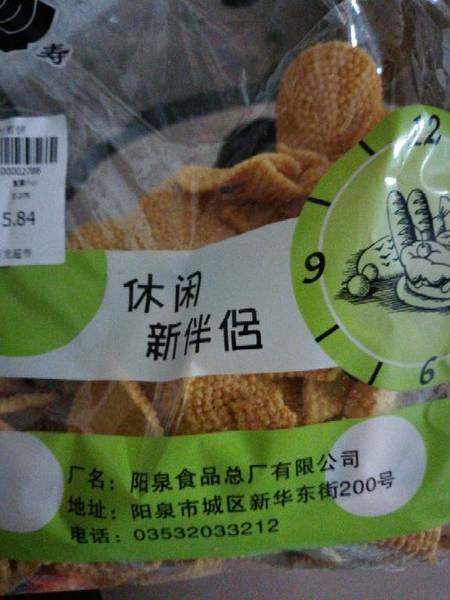 寿
00002788
5.84
12
9
6
休闲
新伴侣
厂名：阳泉食品总厂有限公司
地址：阳泉市城区新华东街200号
电话：03532033212